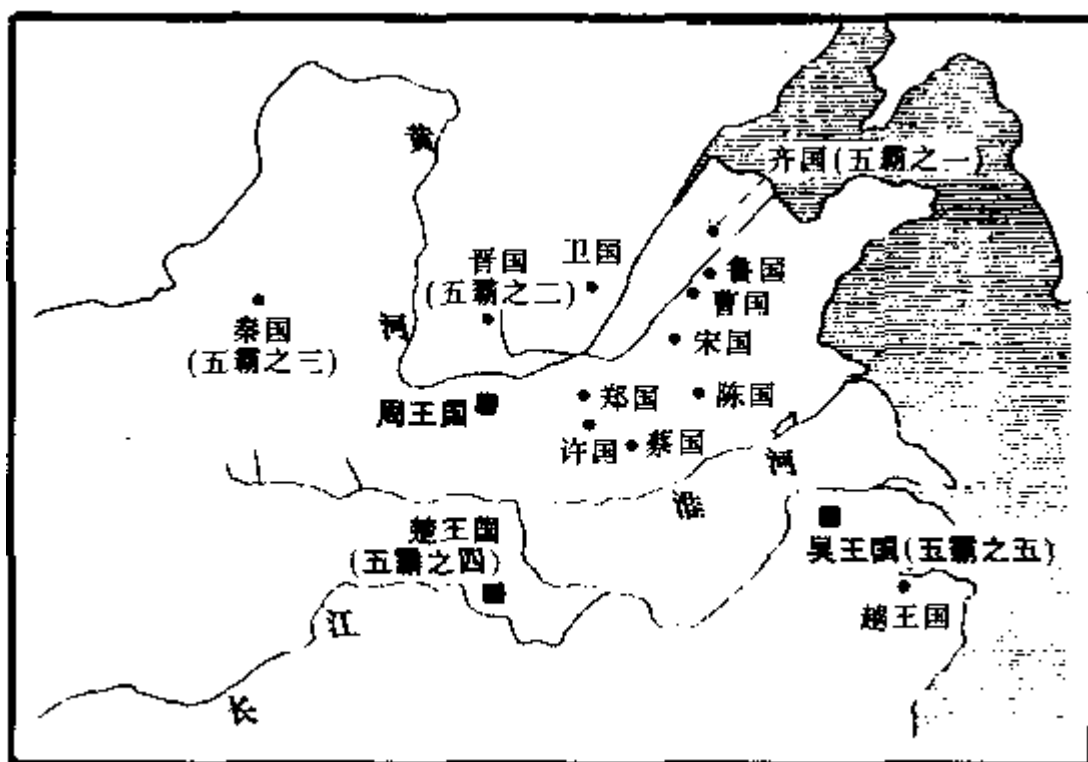 黄
河
齐国(五霸之一)
卫国
晋国
(五霸之二)
鲁国
曹国
秦国
(五霸之三)
宋国
周王国
郑国
陈国
许国
蔡国
淮
河
楚王国
(五霸之四)
吴王国(五霸之五)
越王国
长
江